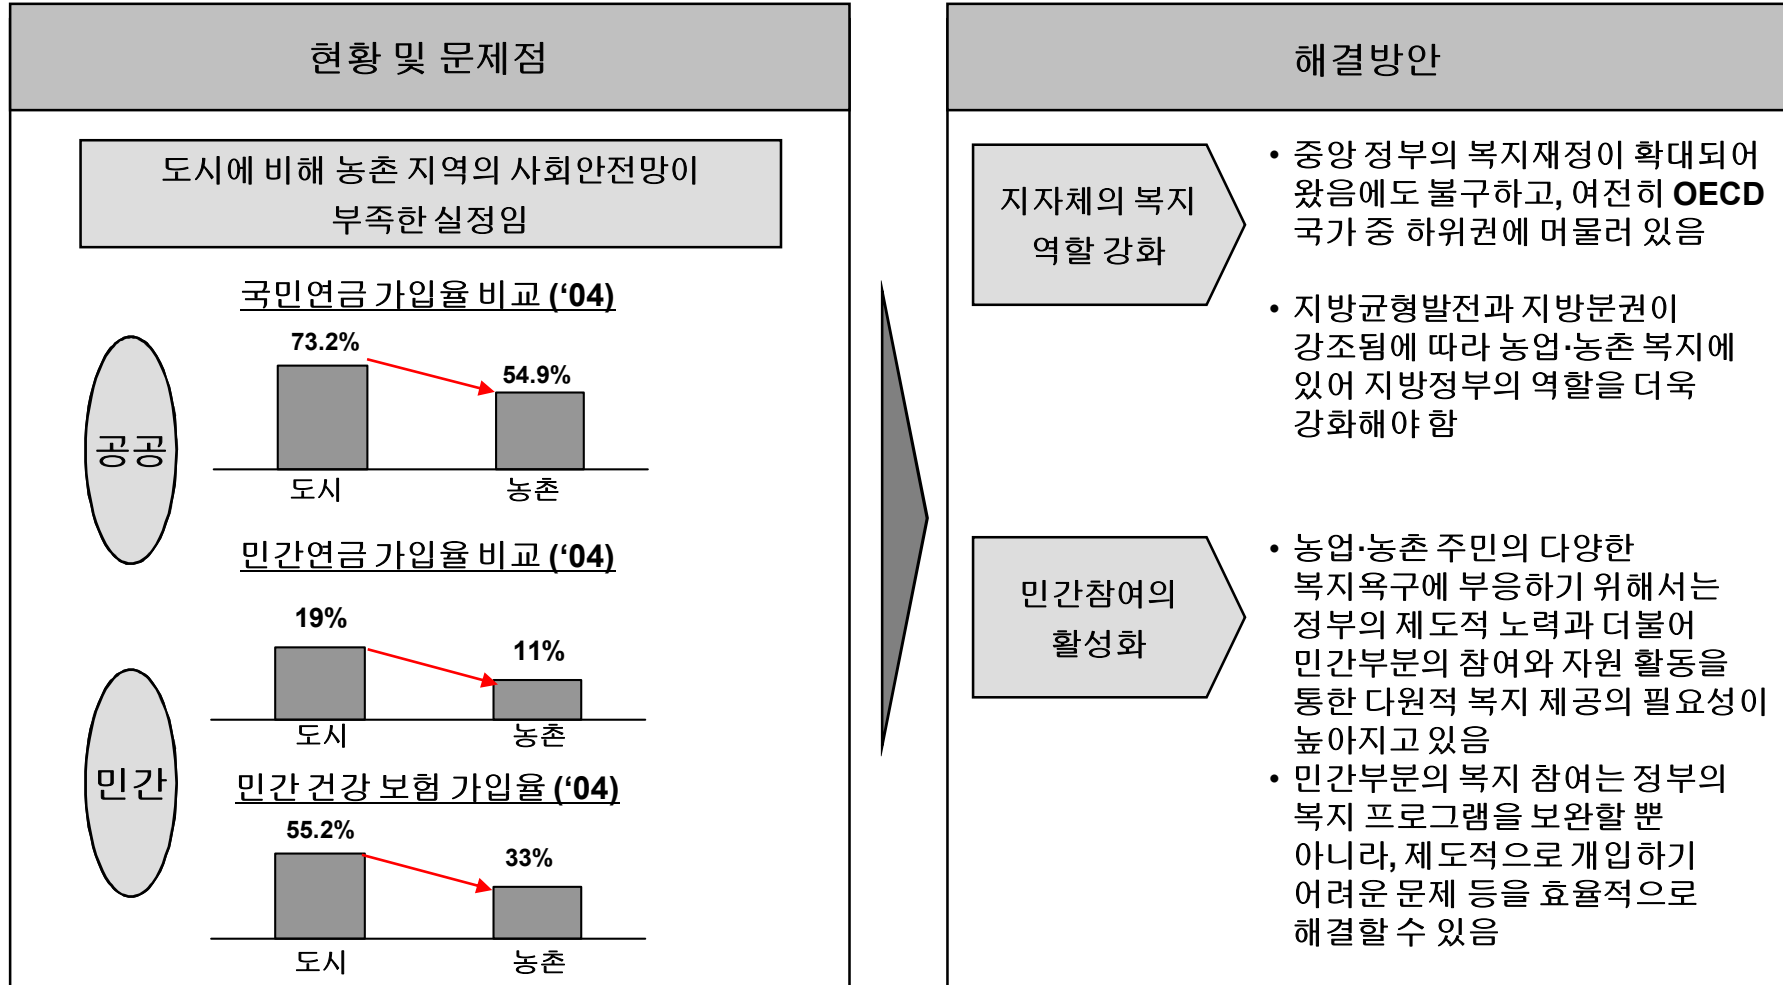 현황 및 문제점
도시에 비해 농촌 지역의 사회안전망이
부족한 실정임
국민연금 가입율 비교 (‘04)
73.2%
54.9%
공공
도시
농촌
민간연금 가입율 비교 (‘04)
19%
11%
도시
농촌
민간
민간 건강 보험 가입율 (‘04)
55.2%
33%
도시
농촌
해결방안
지자체의 복지
역할 강화
• 중앙 정부의 복지재정이 확대되어
왔음에도 불구하고, 여전히 OECD
국가 중 하위권에 머물러 있음
• 지방균형발전과 지방분권이
강조됨에 따라 농업·농촌 복지에
있어 지방정부의 역할을 더욱
강화해야 함
민간참여의
활성화
• 농업·농촌 주민의 다양한
복지욕구에 부응하기 위해서는
정부의 제도적 노력과 더불어
민간부분의 참여와 자원 활동을
통한 다원적 복지 제공의 필요성이
높아지고 있음
• 민간부분의 복지 참여는 정부의
복지 프로그램을 보완할 뿐
아니라, 제도적으로 개입하기
어려운 문제 등을 효율적으로
해결할 수 있음